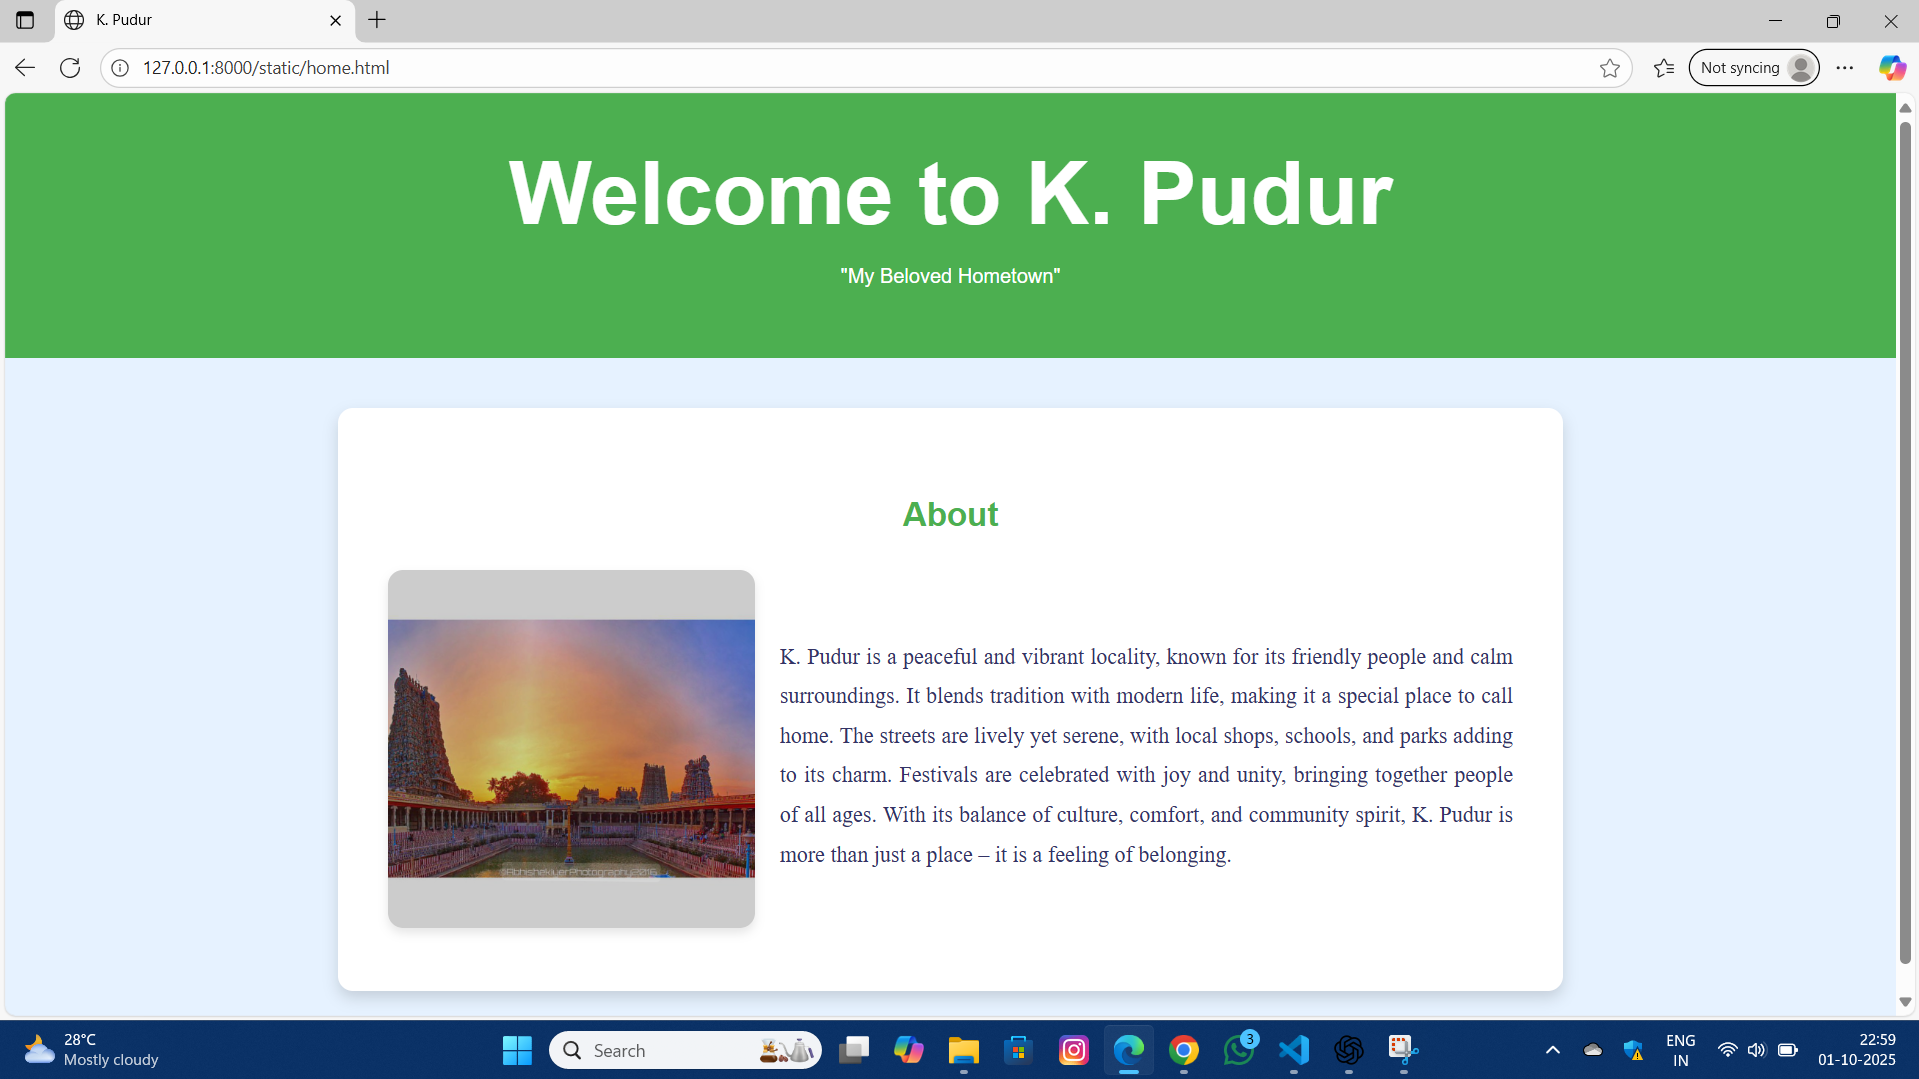 K. Pudur
127.0.0.1:8000/static/home.html
Not syncing
Welcome to K. Pudur
"My Beloved Hometown"
About
K. Pudur is a peaceful and vibrant locality, known for its friendly people and calm
surroundings. It blends tradition with modern life, making it a special place to call
home. The streets are lively yet serene, with local shops, schools, and parks adding
to its charm. Festivals are celebrated with joy and unity, bringing together people
of all ages. With its balance of culture, comfort, and community spirit, K. Pudur is
more than just a place – it is a feeling of belonging.
©AbhishekIyerPhotography2016
28°C
Mostly cloudy
Search
3
ENG
IN
22:59
01-10-2025